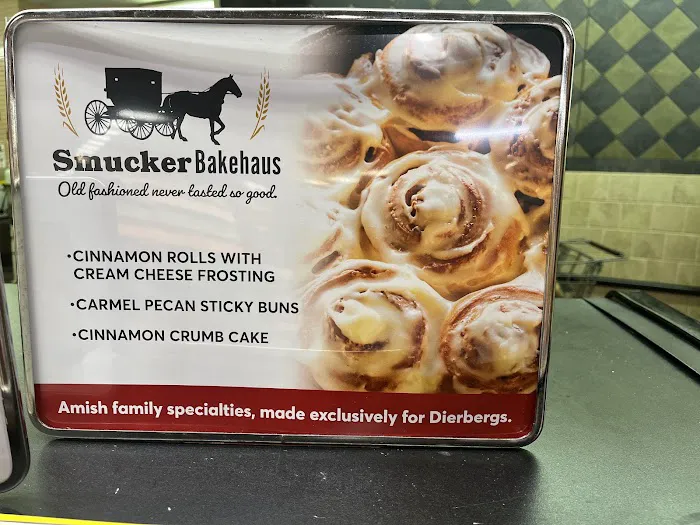 Smucker Bakehaus
Old fashioned never tasted so good.
•CINNAMON ROLLS WITH
CREAM CHEESE FROSTING
•CARMEL PECAN STICKY BUNS
•CINNAMON CRUMB CAKE
Amish family specialties, made exclusively for Dierbergs.